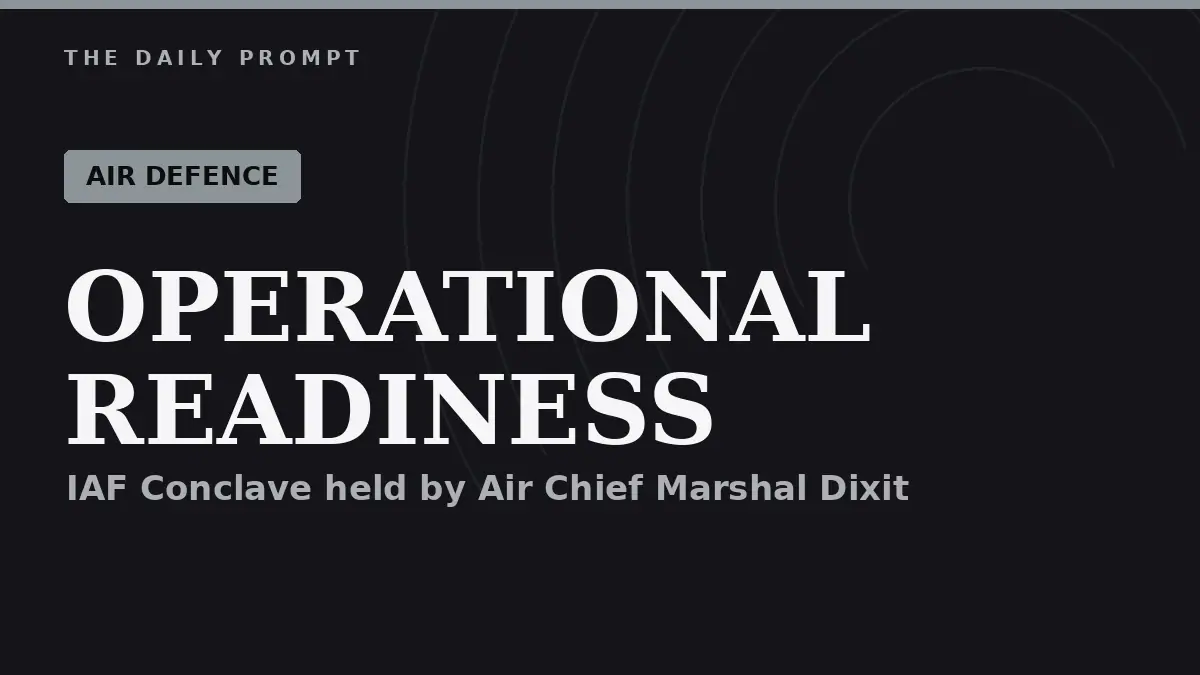 THE DAILY PROMPT
AIR DEFENCE
OPERATIONAL
READINESS
IAF Conclave held by Air Chief Marshal Dixit